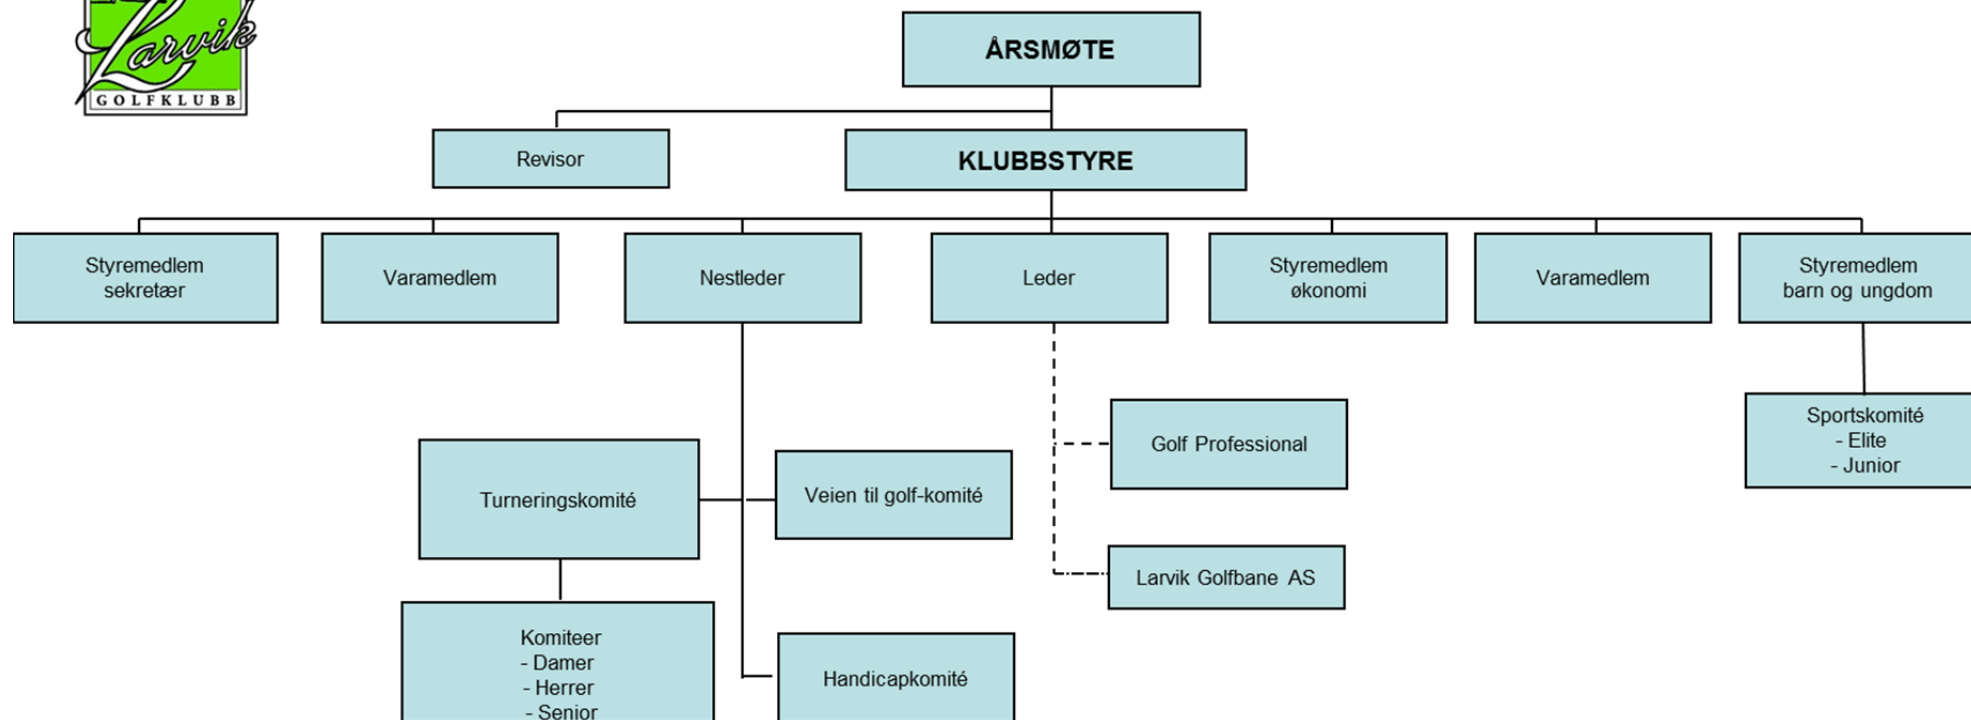 Larvik
GOLFKLUBB
ÅRSMØTE
Revisor
KLUBBSTYRE
Styremedlem
sekretær
Varamedlem
Nestleder
Leder
Styremedlem
økonomi
Varamedlem
Styremedlem
barn og ungdom
Golf Professional
Sportskomité
- Elite
- Junior
Turneringskomité
Veien til golf-komité
Larvik Golfbane AS
Komiteer
- Damer
- Herrer
- Senior
Handicapkomité